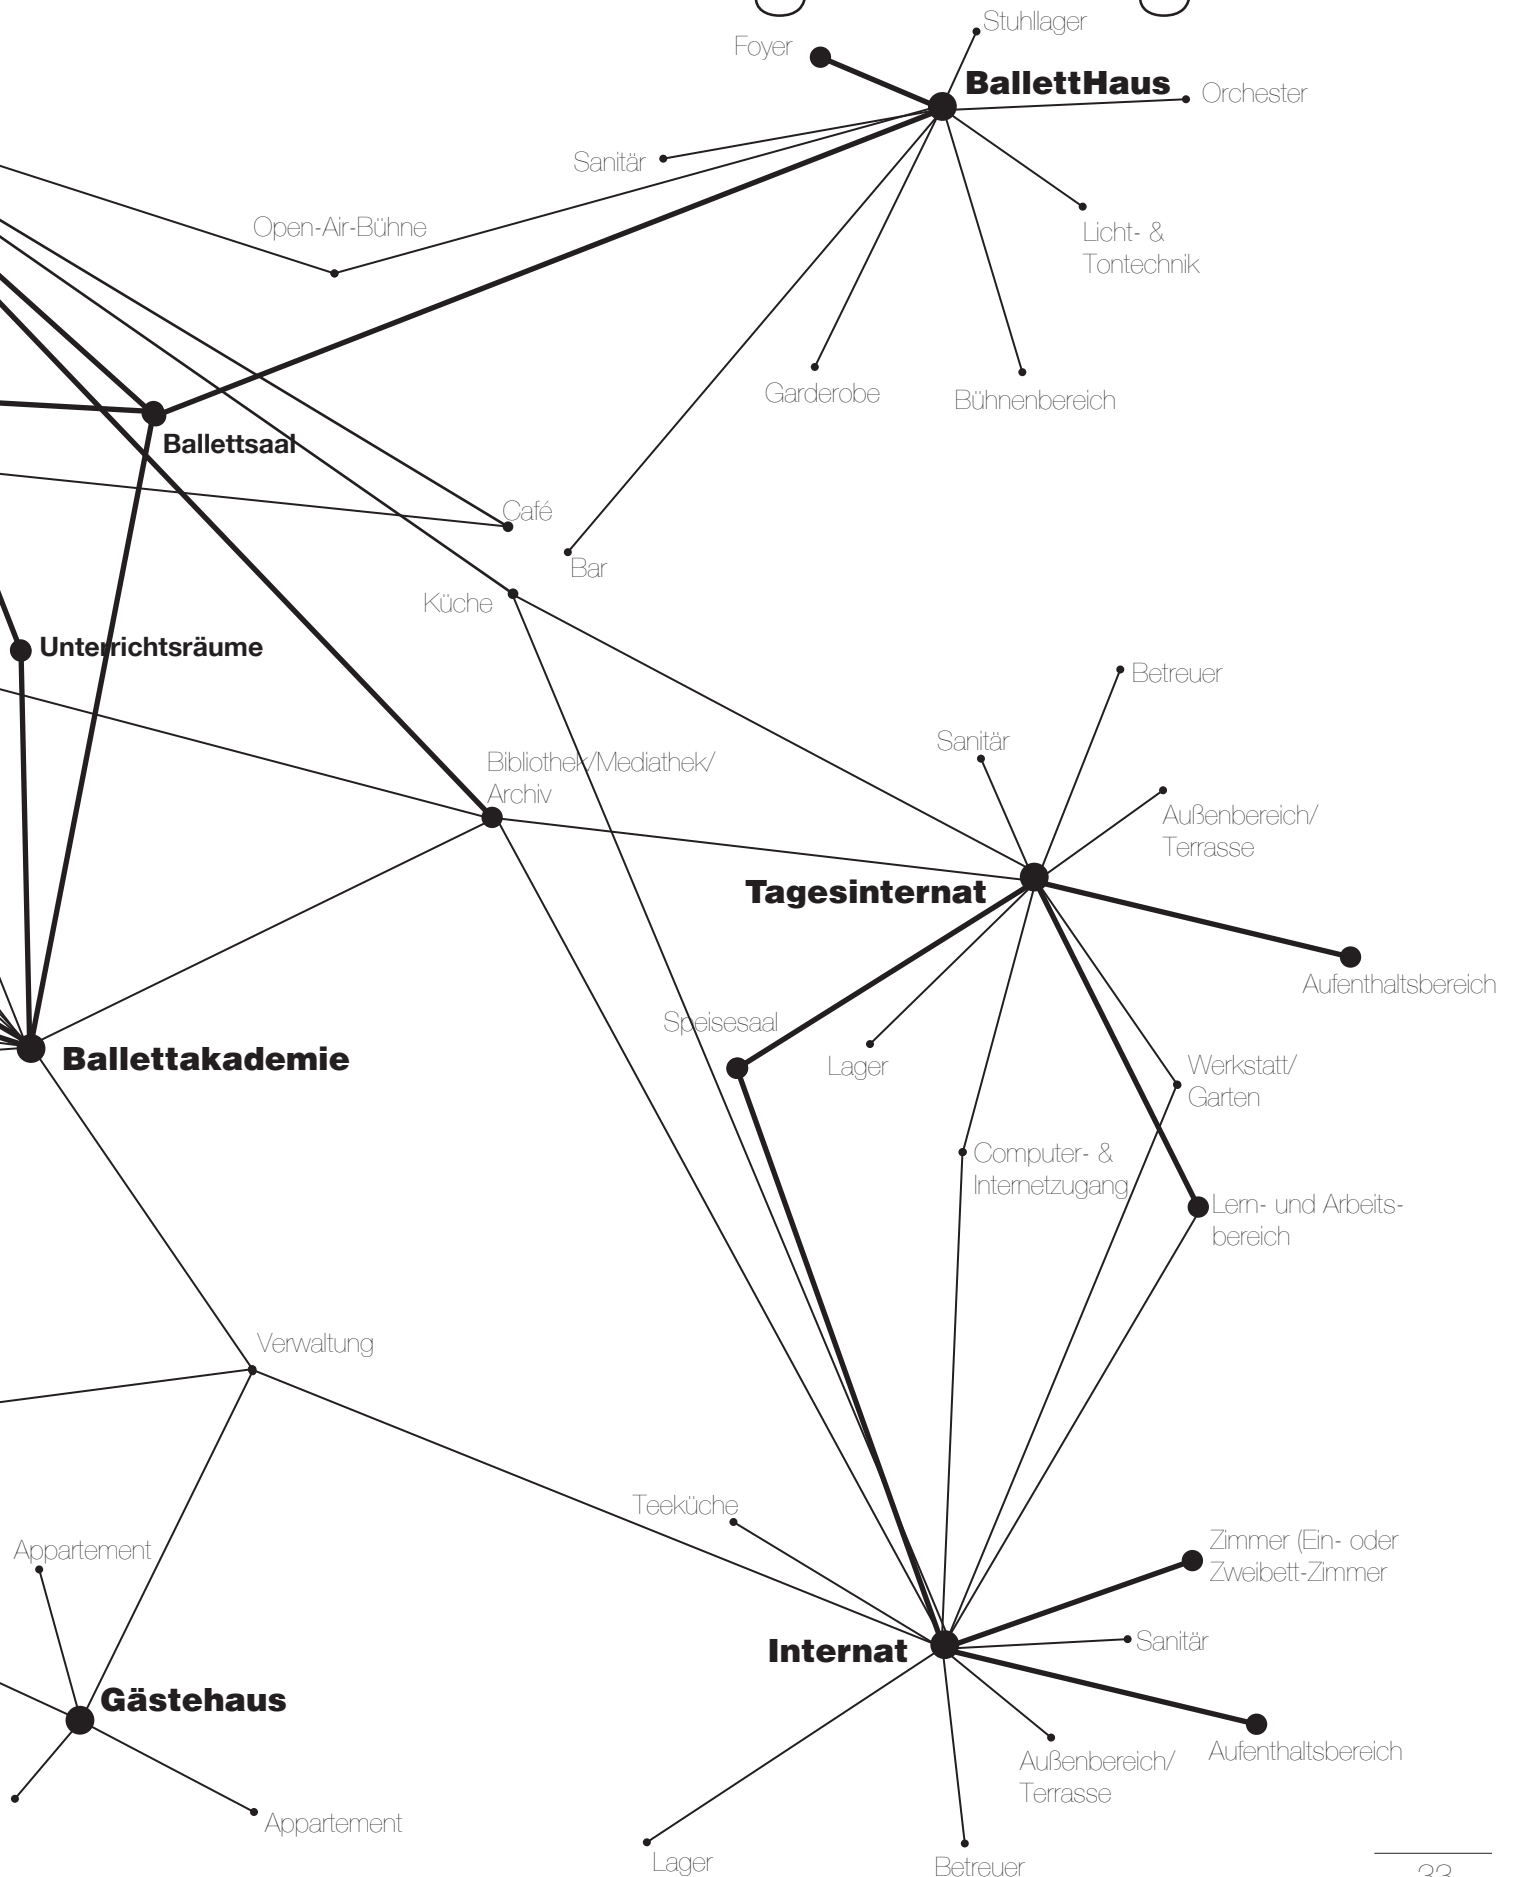 Stuhllager
Foyer
BallettHaus
Orchester
Sanitär
Open-Air-Bühne
Licht- &
Tontechnik
Garderobe
Bühnenbereich
Ballettsaal
Café
Bar
Küche
Unterrichtsräume
Betreuer
Sanitär
Bibliothek/Mediathek/
Archiv
Außenbereich/
Terrasse
Tagesinternat
Aufenthaltsbereich
Speisesaal
Ballettakademie
Lager
Werkstatt/
Garten
Computer- &
Internetzugang
Lern- und Arbeits-
bereich
Verwaltung
Teeküche
Appartement
Zimmer (Ein- oder
Zweibett-Zimmer
Internat
Sanitär
Gästehaus
Außenbereich/
Terrasse
Aufenthaltsbereich
Appartement
Lager
Betreuer
33